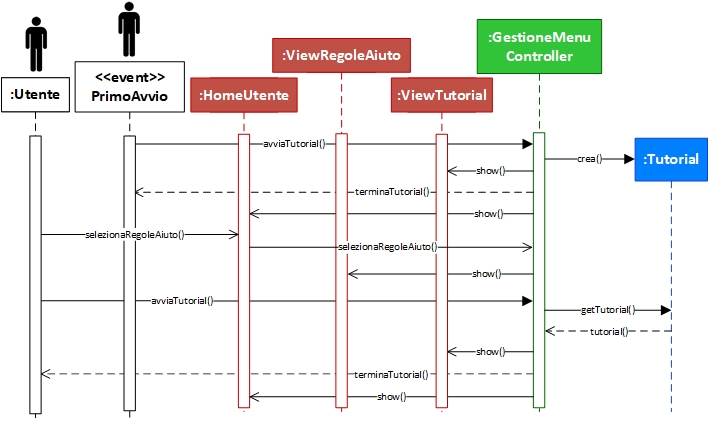 :Utente
<<event>>
PrimoAvvio
:HomeUtente
:ViewRegoleAiuto
:ViewTutorial
:GestioneMenu
Controller
:Tutorial
avviaTutorial()
crea()
show()
terminaTutorial()
show()
selezionaRegoleAiuto()
selezionaRegoleAiuto()
show()
avviaTutorial()
getTutorial()
tutorial()
show()
terminaTutorial()
show()